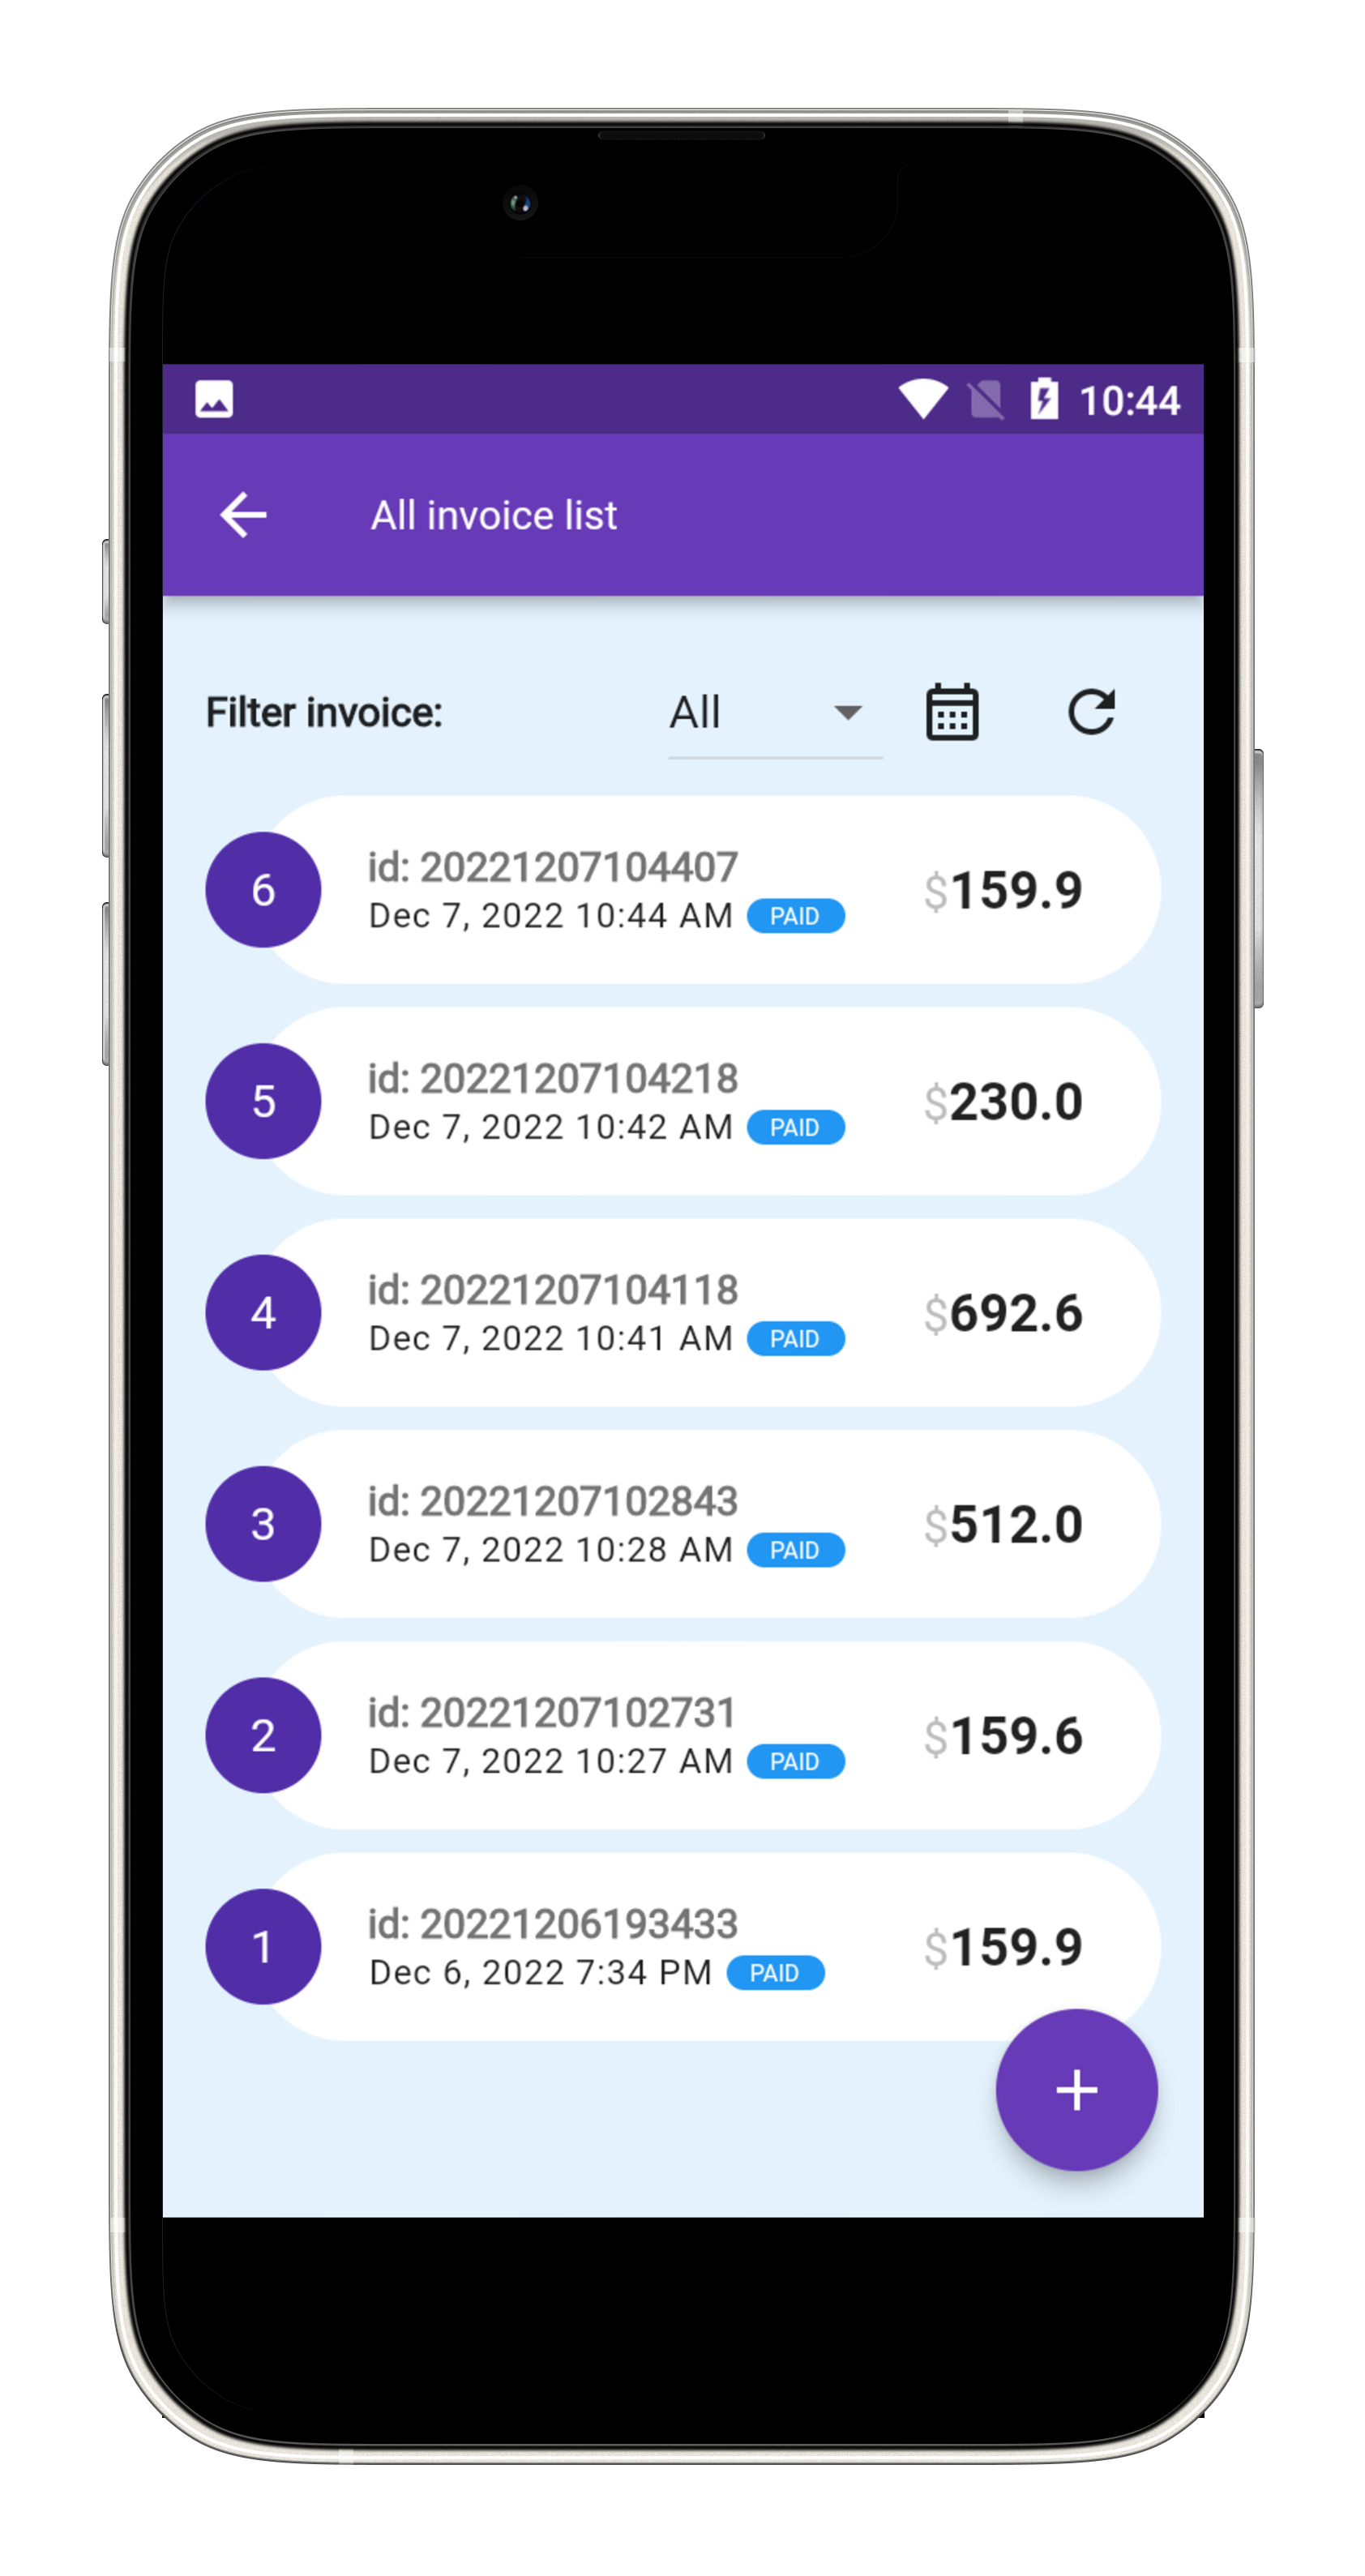 10:44
All invoice list
Filter invoice: All
6
id: 20221207104407
Dec 7, 2022 10:44 AM PAID
$159.9
5
id: 20221207104218
Dec 7, 2022 10:42 AM PAID
$230.0
4
id: 20221207104118
Dec 7, 2022 10:41 AM PAID
$692.6
3
id: 20221207102843
Dec 7, 2022 10:28 AM PAID
$512.0
2
id: 20221207102731
Dec 7, 2022 10:27 AM PAID
$159.6
1
id: 20221206193433
Dec 6, 2022 7:34 PM PAID
$159.9
+